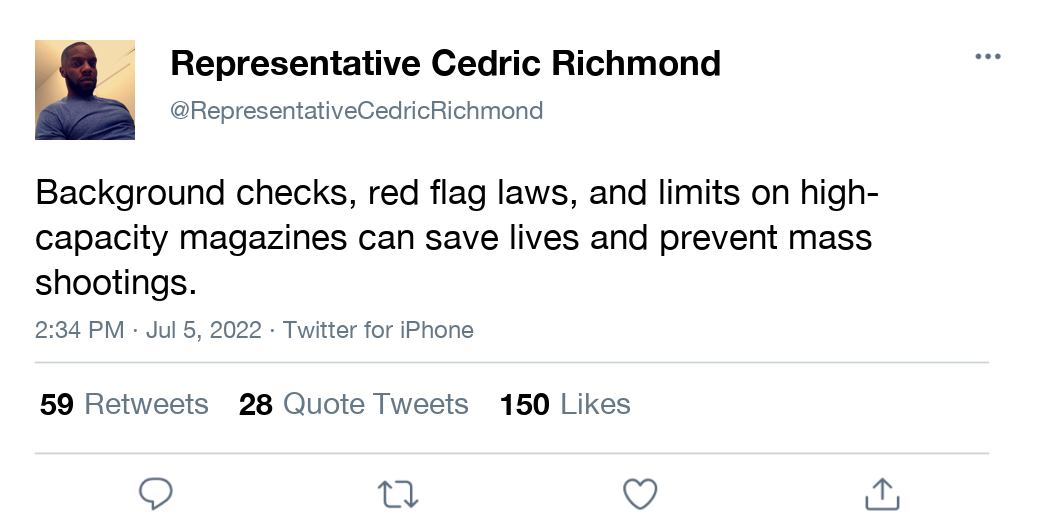 Representative Cedric Richmond
@RepresentativeCedricRichmond
Background checks, red flag laws, and limits on high-
capacity magazines can save lives and prevent mass
shootings.
2:34 PM · Jul 5, 2022 · Twitter for iPhone
59 Retweets 28 Quote Tweets 150 Likes